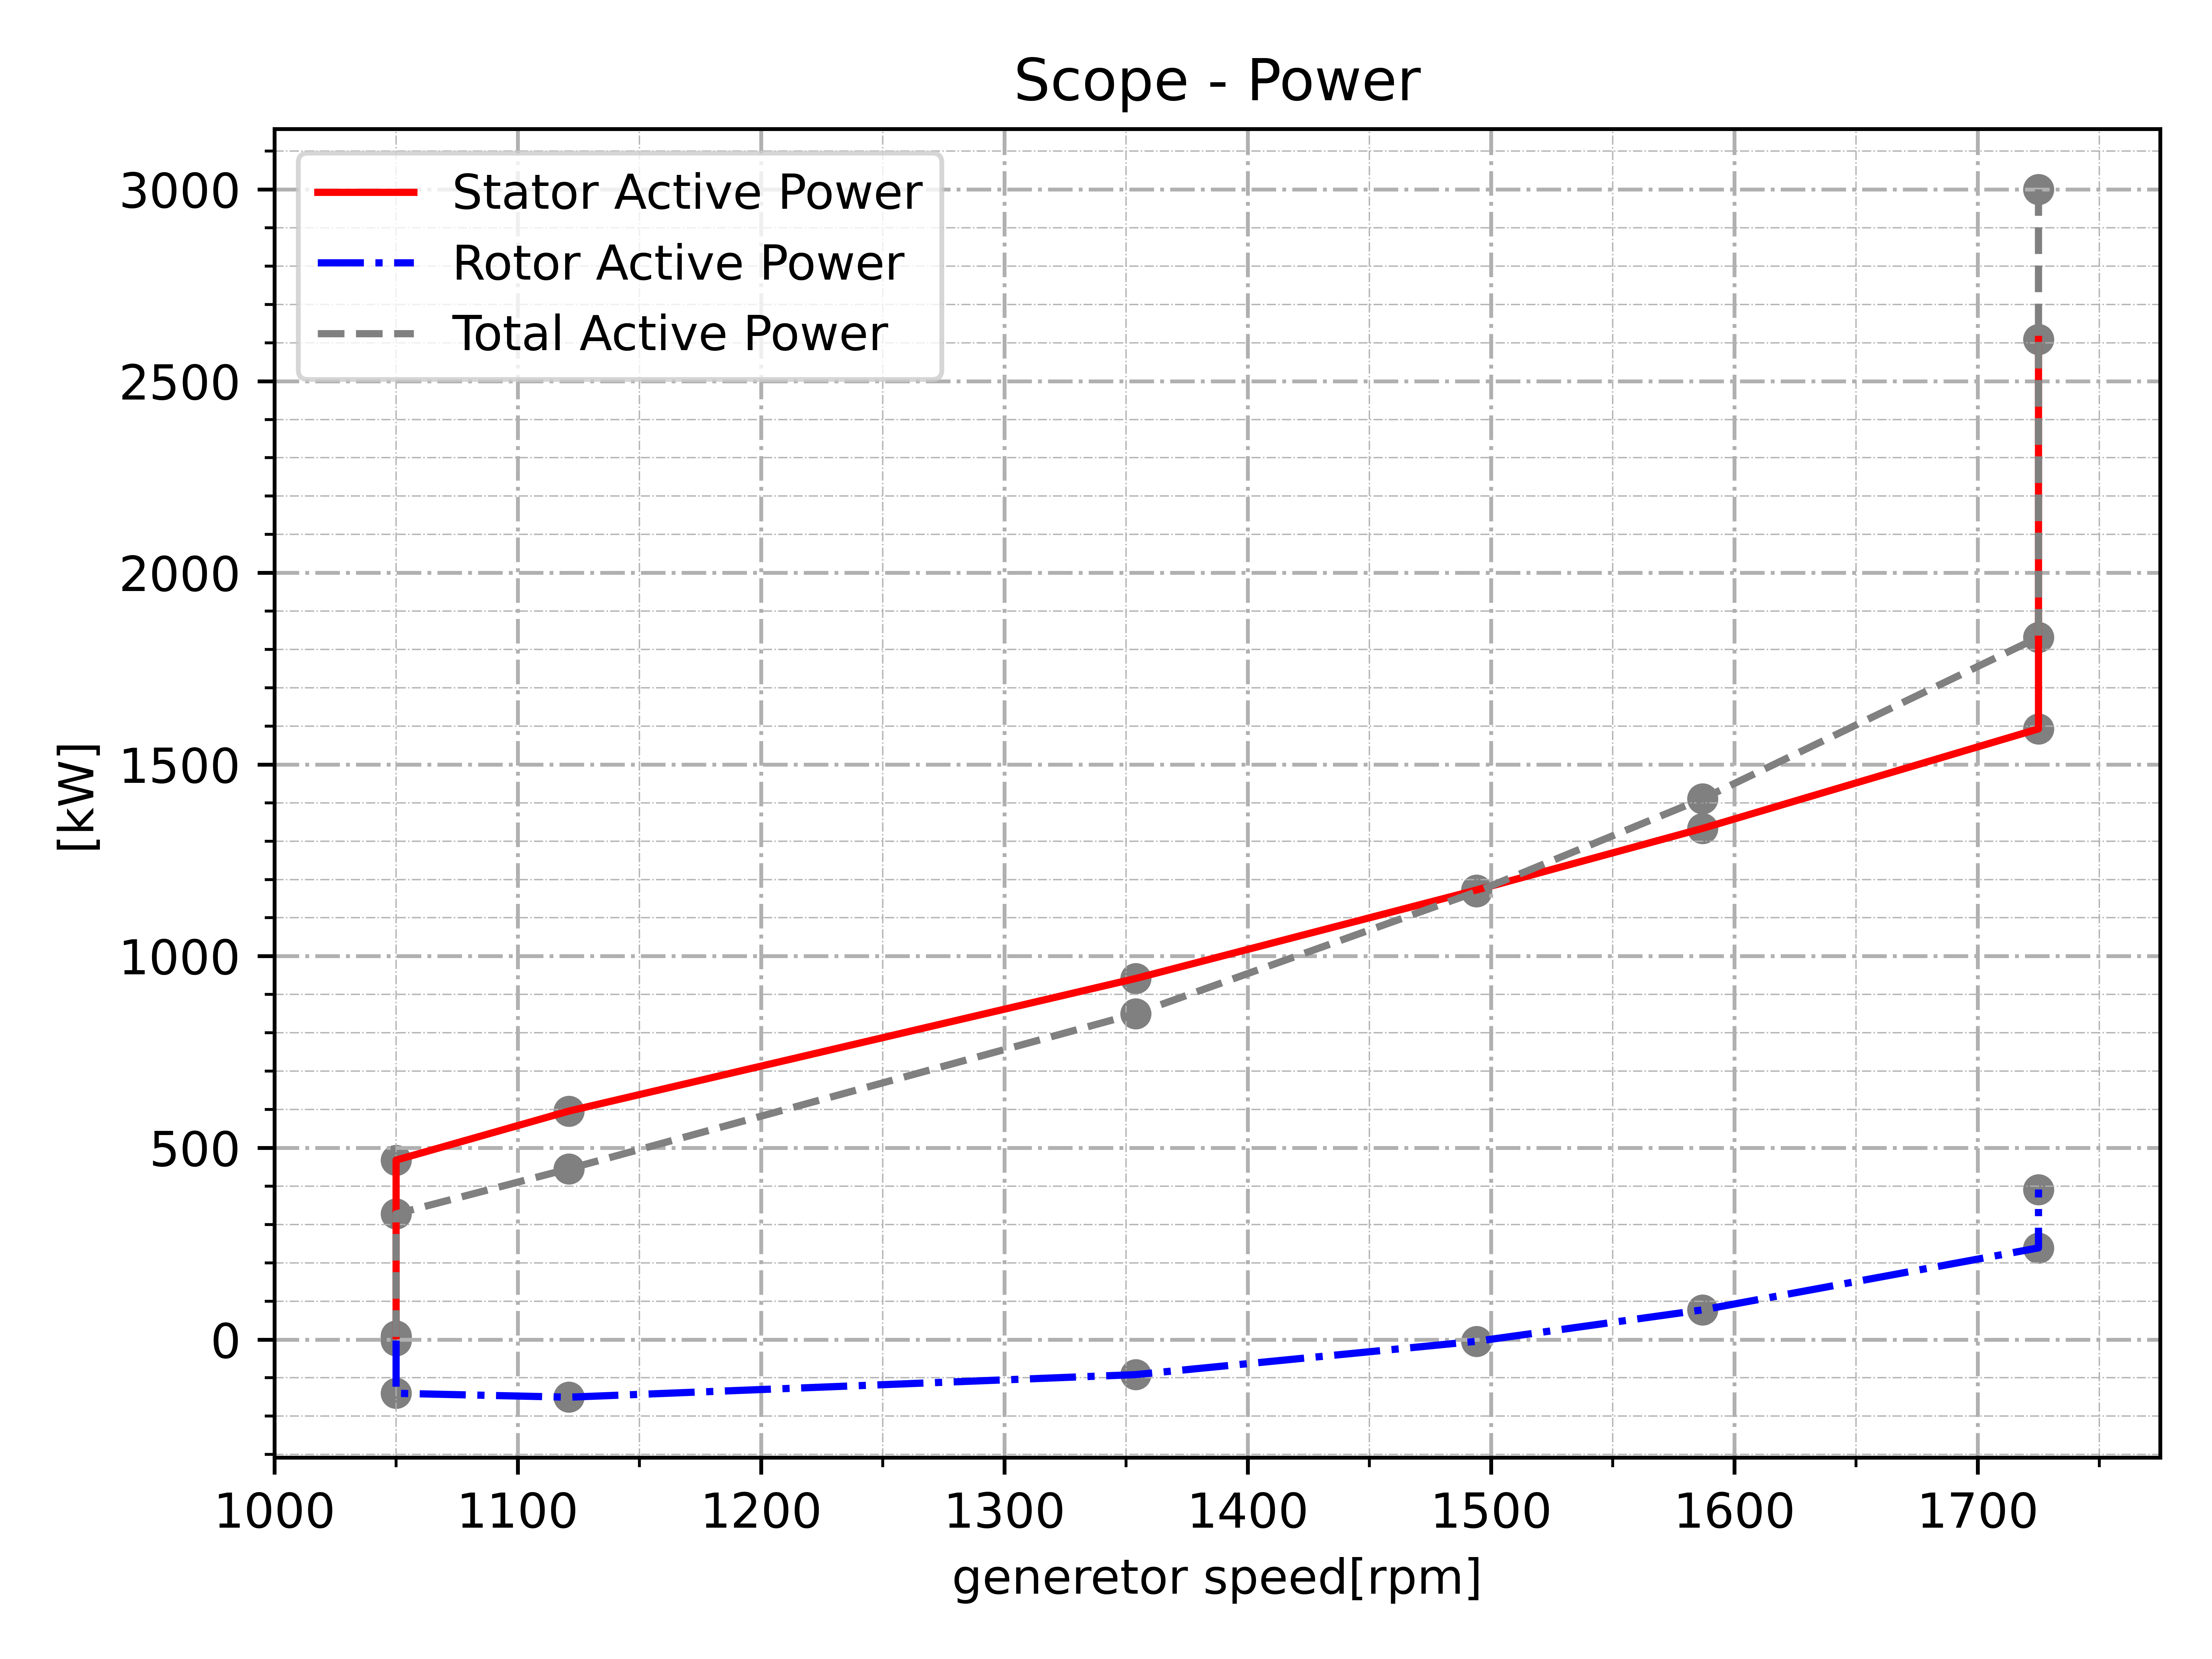 Scope - Power
Stator Active Power
Rotor Active Power
Total Active Power
3000
2500
2000
1500
1000
500
0
[kW]
1000 1100 1200 1300 1400 1500 1600 1700
generetor speed[rpm]